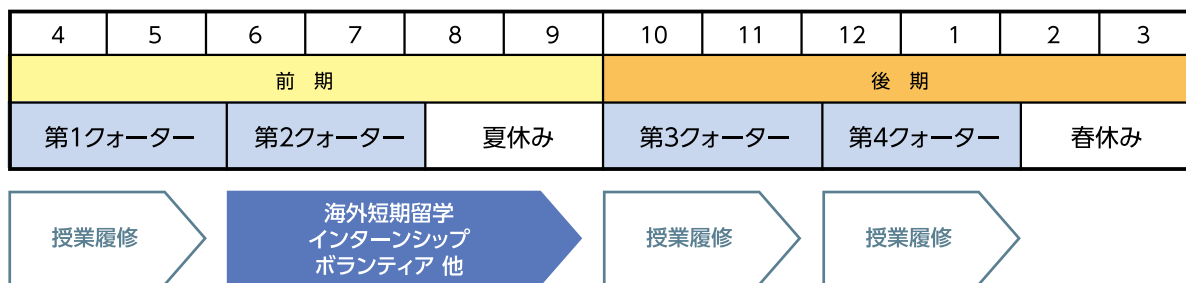 4 5 6 7 8 9 10 11 12 1 2 3
前 期 後 期
第1クォーター 第2クォーター 夏休み 第3クォーター 第4クォーター 春休み
授業履修
海外短期留学
インターンシップ
ボランティア 他
授業履修
授業履修